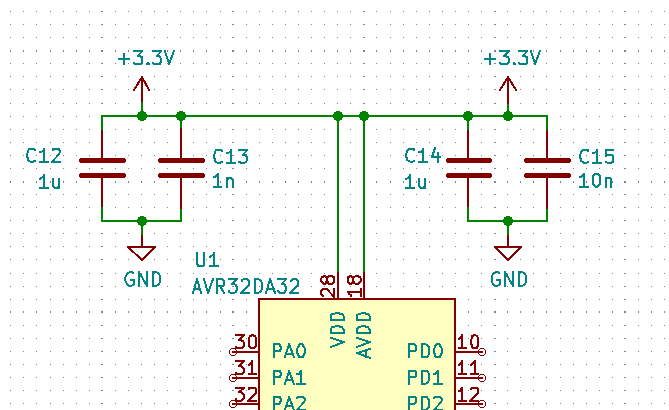 +3.3V +3.3V
C12 C13 C14 C15
1u 1n 1u 10n
GND GND
U1
AVR32DA32
28 18
VDD AVDD
30 PA0 PD0 10
31 PA1 PD1 11
32 PA2 PD2 12